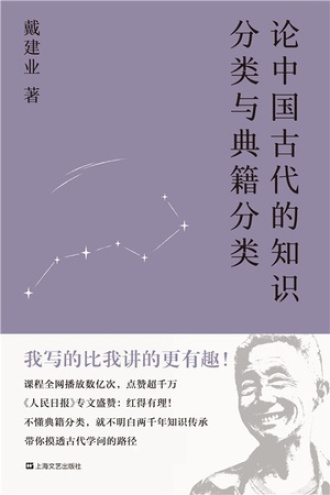 论中国古代的知识
分类与典籍分类
戴建业 著
我写的比我讲的更有趣！
课程全网播放数亿次，点赞超千万
《人民日报》专文盛赞：红得有理！
不懂典籍分类，就不明白两千年知识传承
带你摸透古代学问的路径
上海文艺出版社